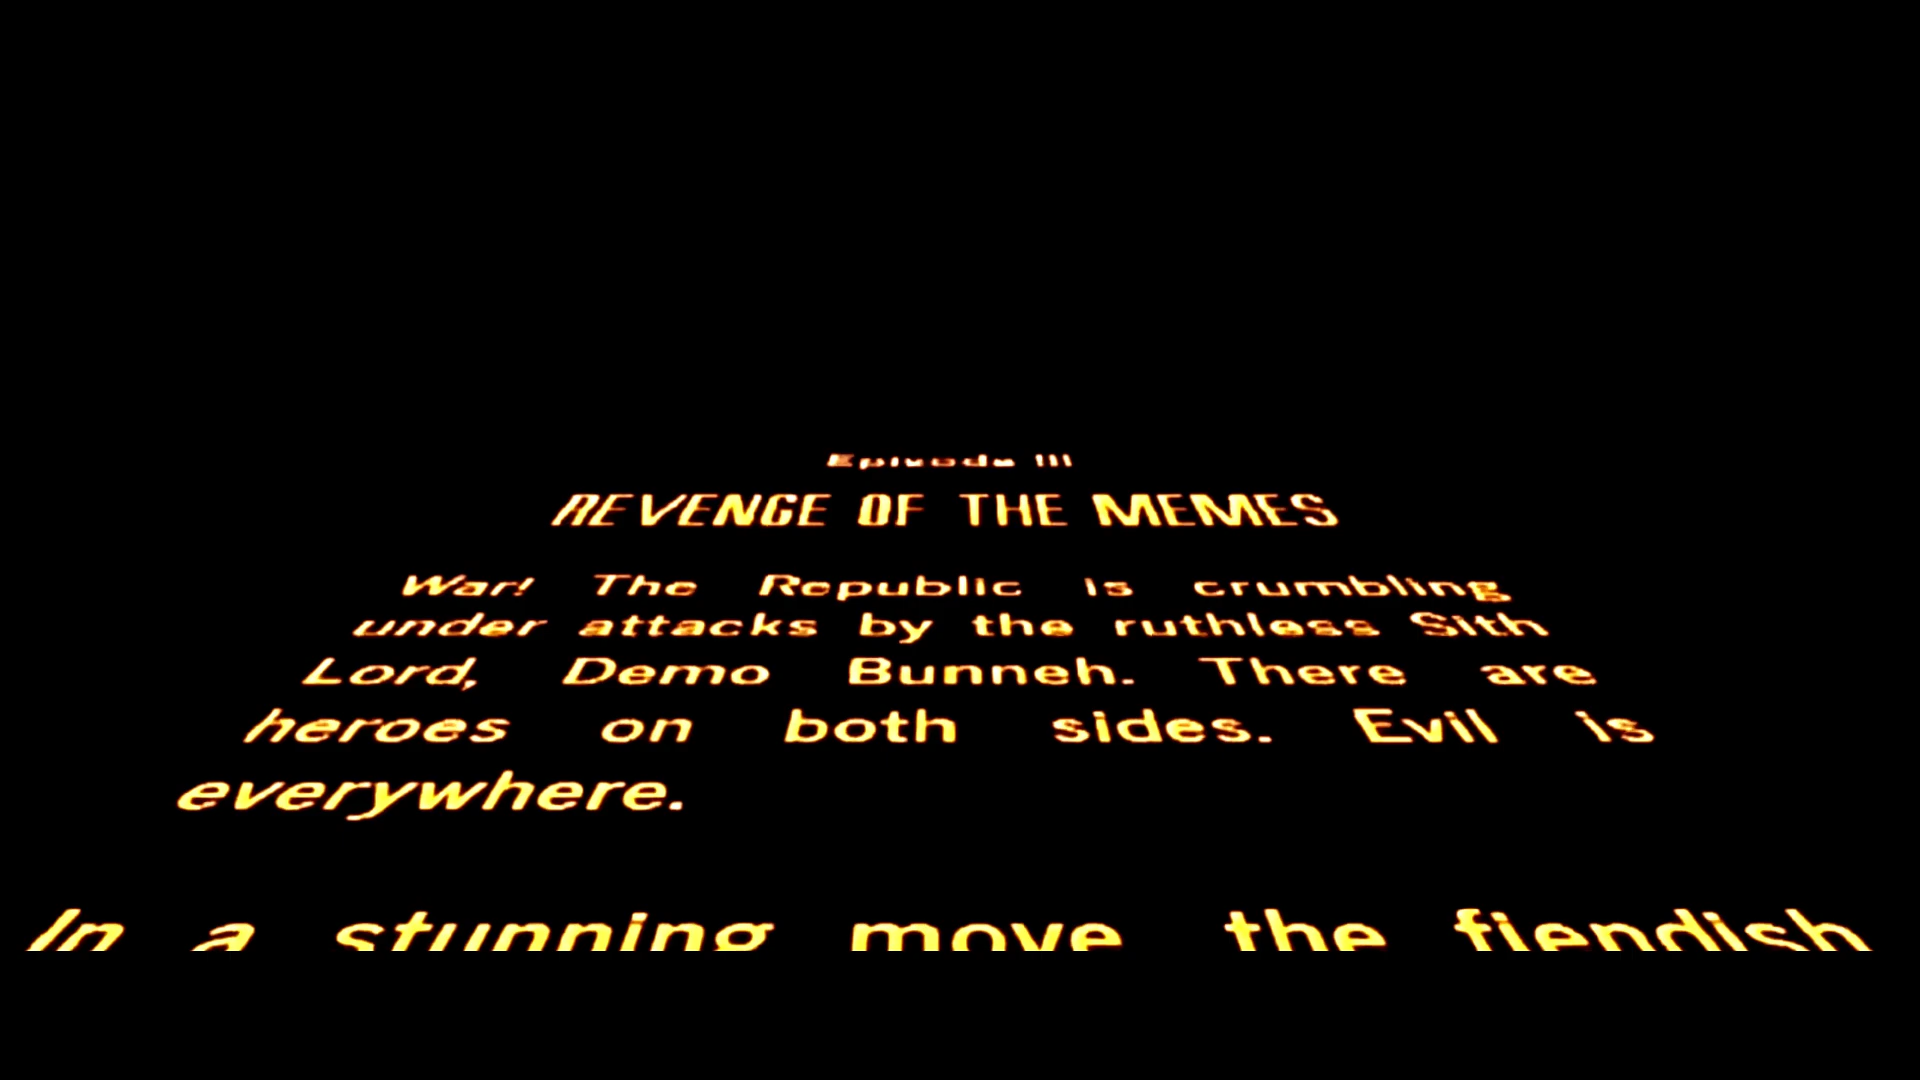 Episode III
REVENGE OF THE MEMES
War! The Republic is crumbling
under attacks by the ruthless Sith
Lord, Demo Bunneh. There are
heroes on both sides. Evil is
everywhere.
In a stunning move the fiendish